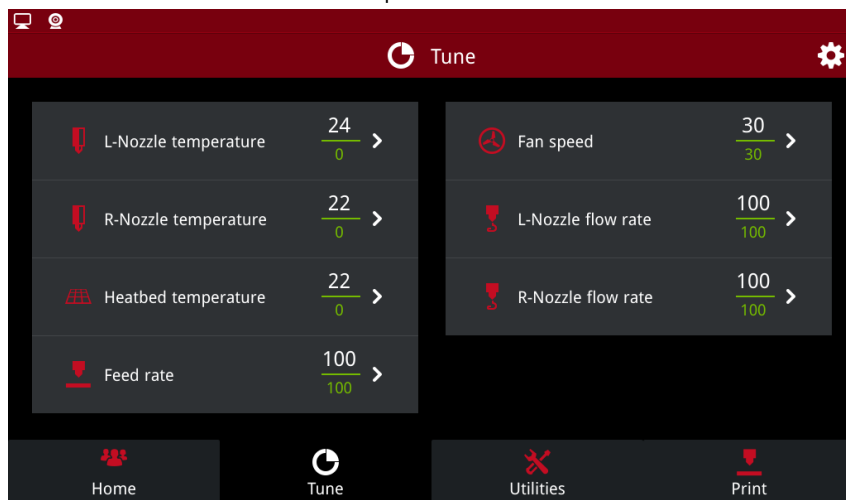 Tune
L-Nozzle temperature 24 0
R-Nozzle temperature 22 0
Heatbed temperature 22 0
Feed rate 100 100
Fan speed 30 30
L-Nozzle flow rate 100 100
R-Nozzle flow rate 100 100
Home Tune Utilities Print